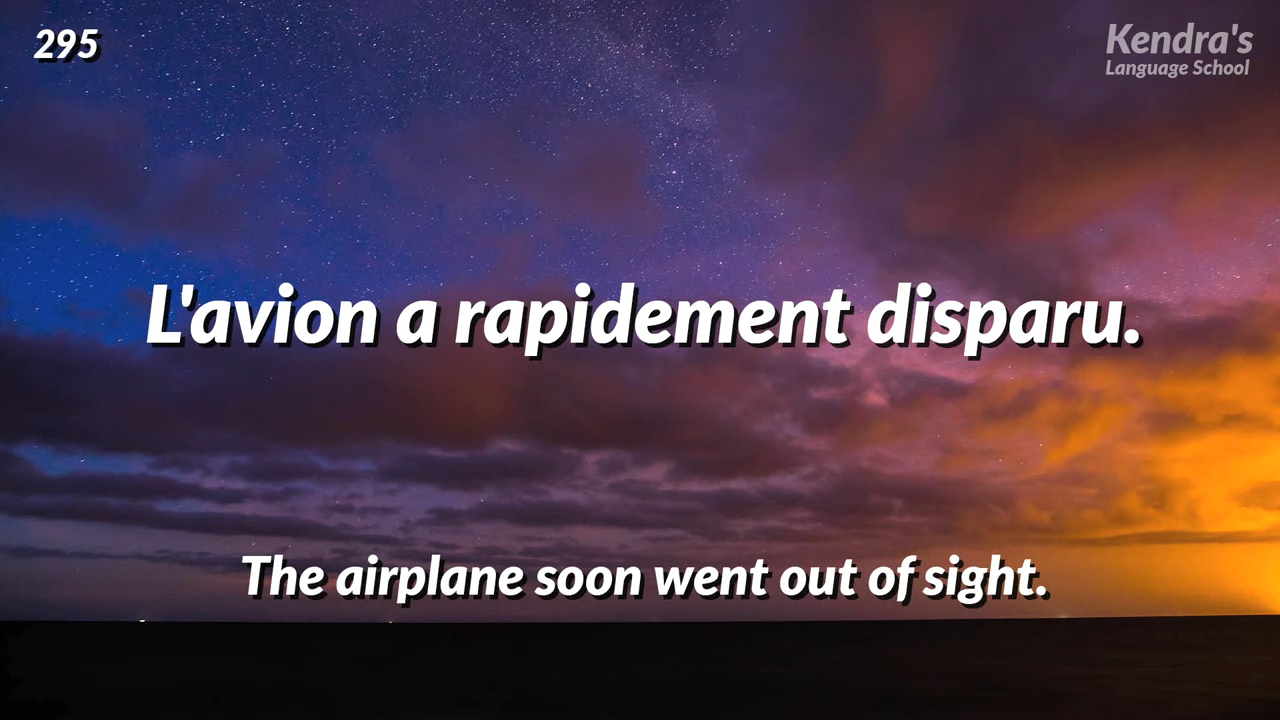 295
Kendra's
Language School
L'avion a rapidement disparu.
The airplane soon went out of sight.